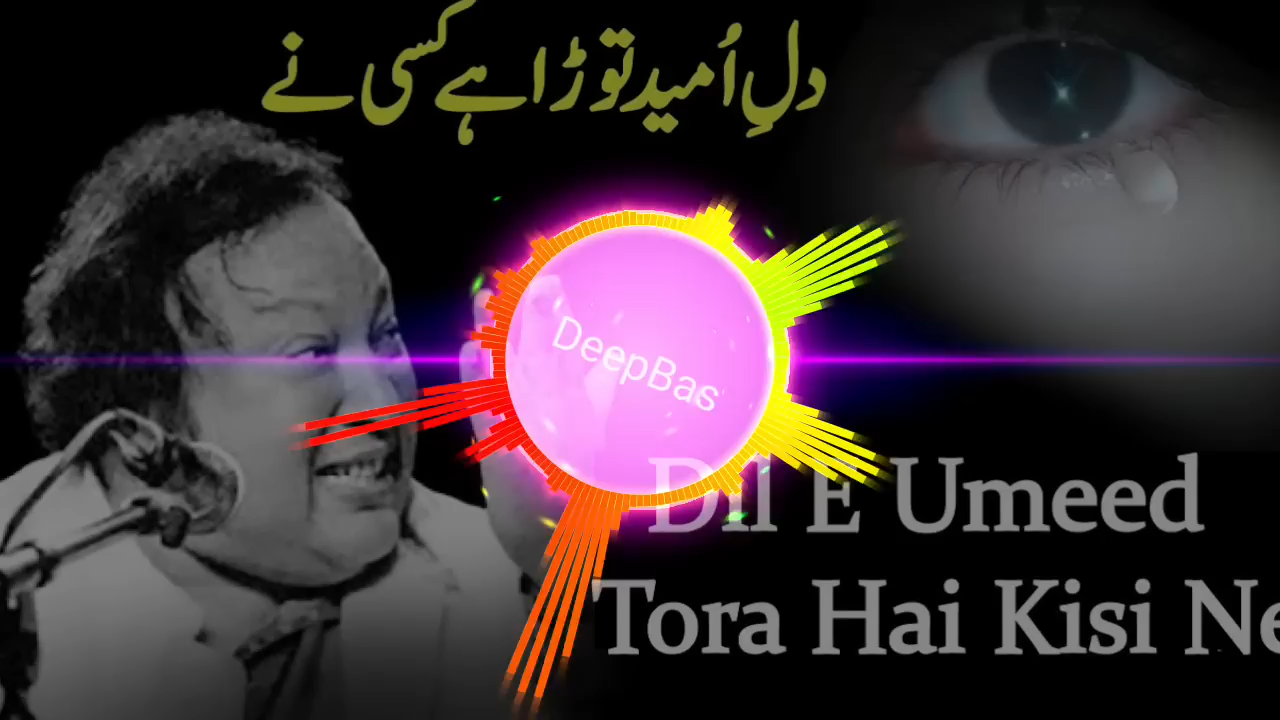 دلِ اُمید توڑا ہے کسی نے
DeepBas
Dil E Umeed
Tora Hai Kisi Ne